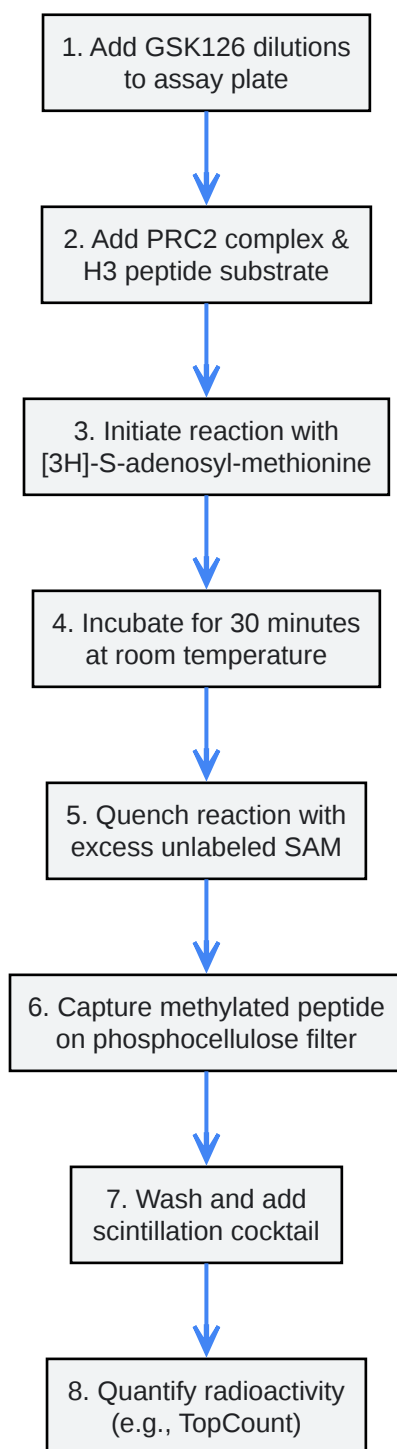 1. Add GSK126 dilutions
to assay plate
2. Add PRC2 complex &
H3 peptide substrate
3. Initiate reaction with
[3H]-S-adenosyl-methionine
4. Incubate for 30 minutes
at room temperature
5. Quench reaction with
excess unlabeled SAM
6. Capture methylated peptide
on phosphocellulose filter
7. Wash and add
scintillation cocktail
8. Quantify radioactivity
(e.g., TopCount)